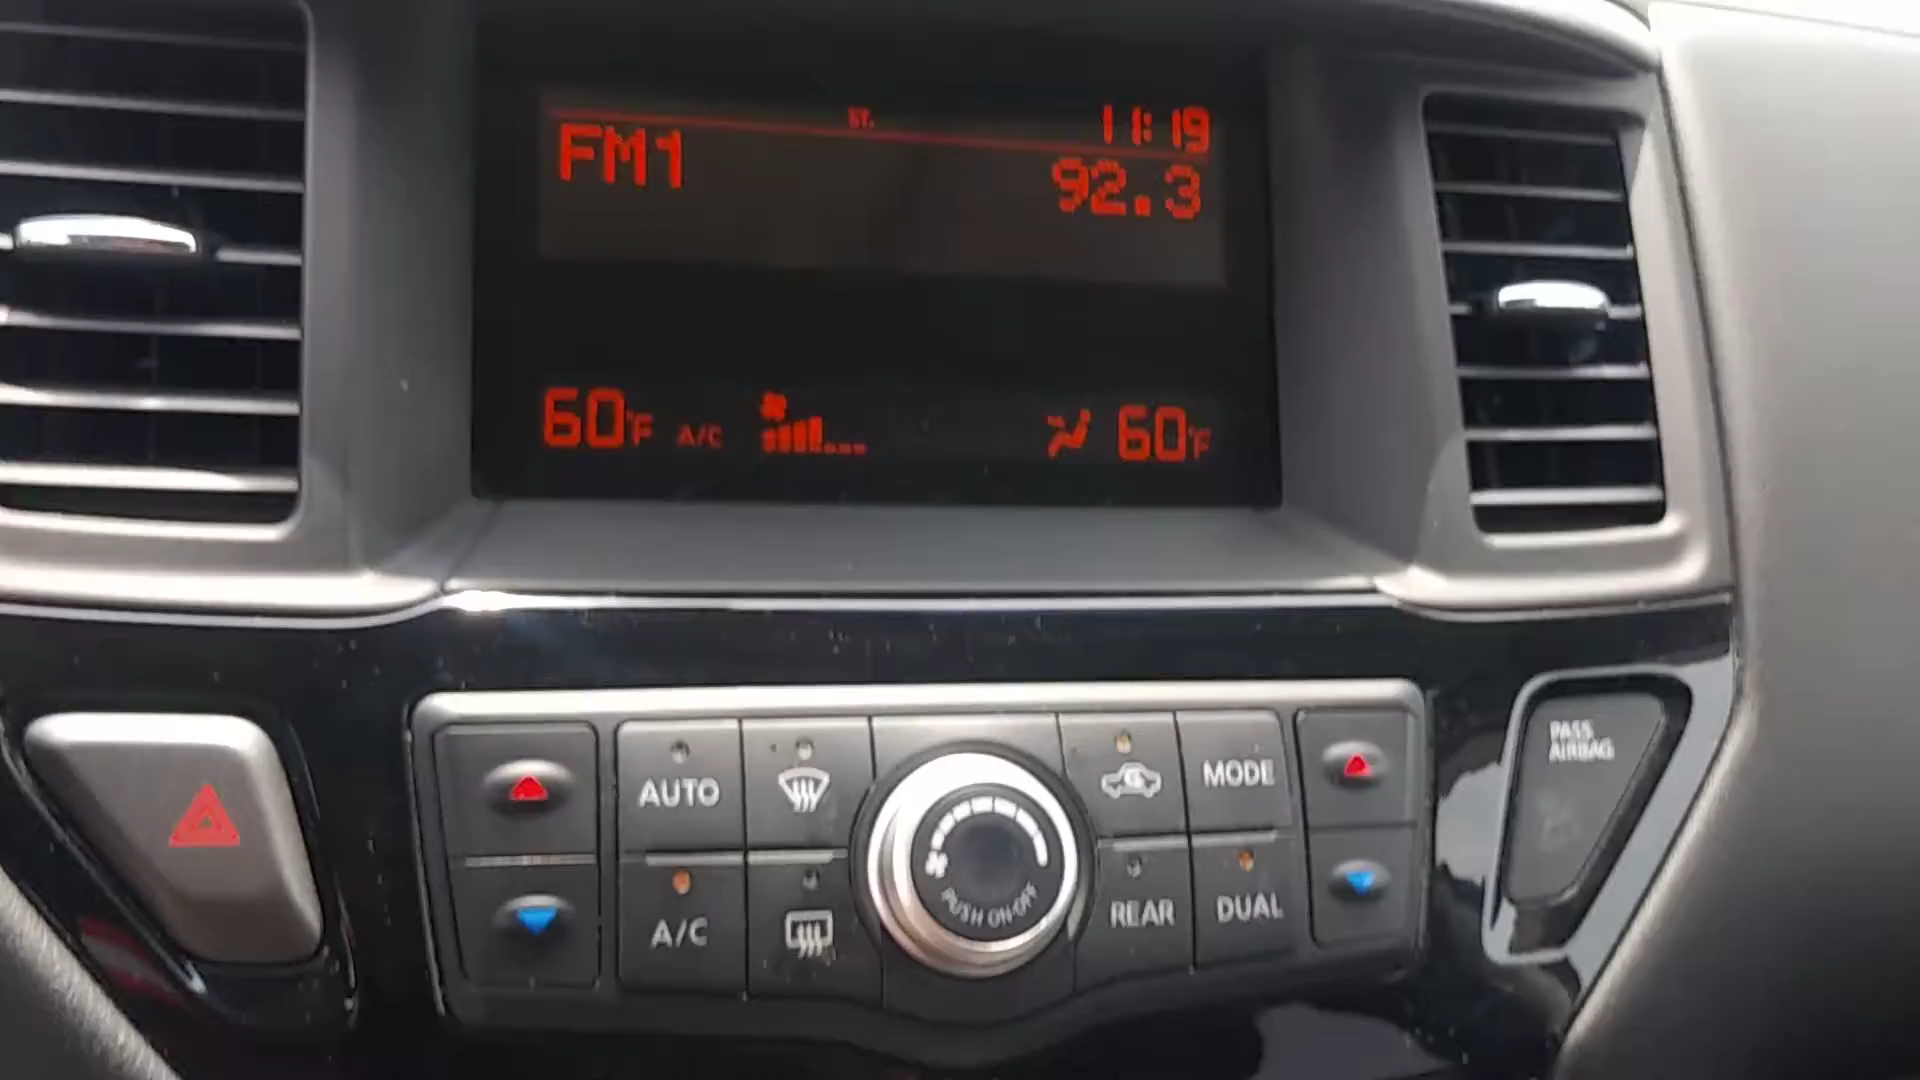 ST.
11:19
FM1
92.3
60°F A/C
60°F
AUTO
MODE
PASS
AIRBAG
A/C
PUSH ON·OFF
REAR
DUAL